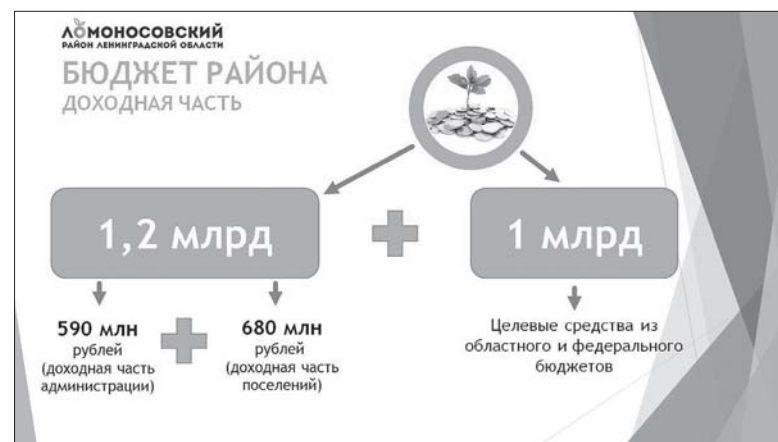 ЛОМОНОСОВСКИЙ
РАЙОН ЛЕНИНГРАДСКОЙ ОБЛАСТИ
БЮДЖЕТ РАЙОНА
ДОХОДНАЯ ЧАСТЬ
1,2 млрд
+
1 млрд
590 млн
рублей
(доходная часть
администрации)
+
680 млн
рублей
(доходная часть
поселений)
Целевые средства из
областного и федерального
бюджетов